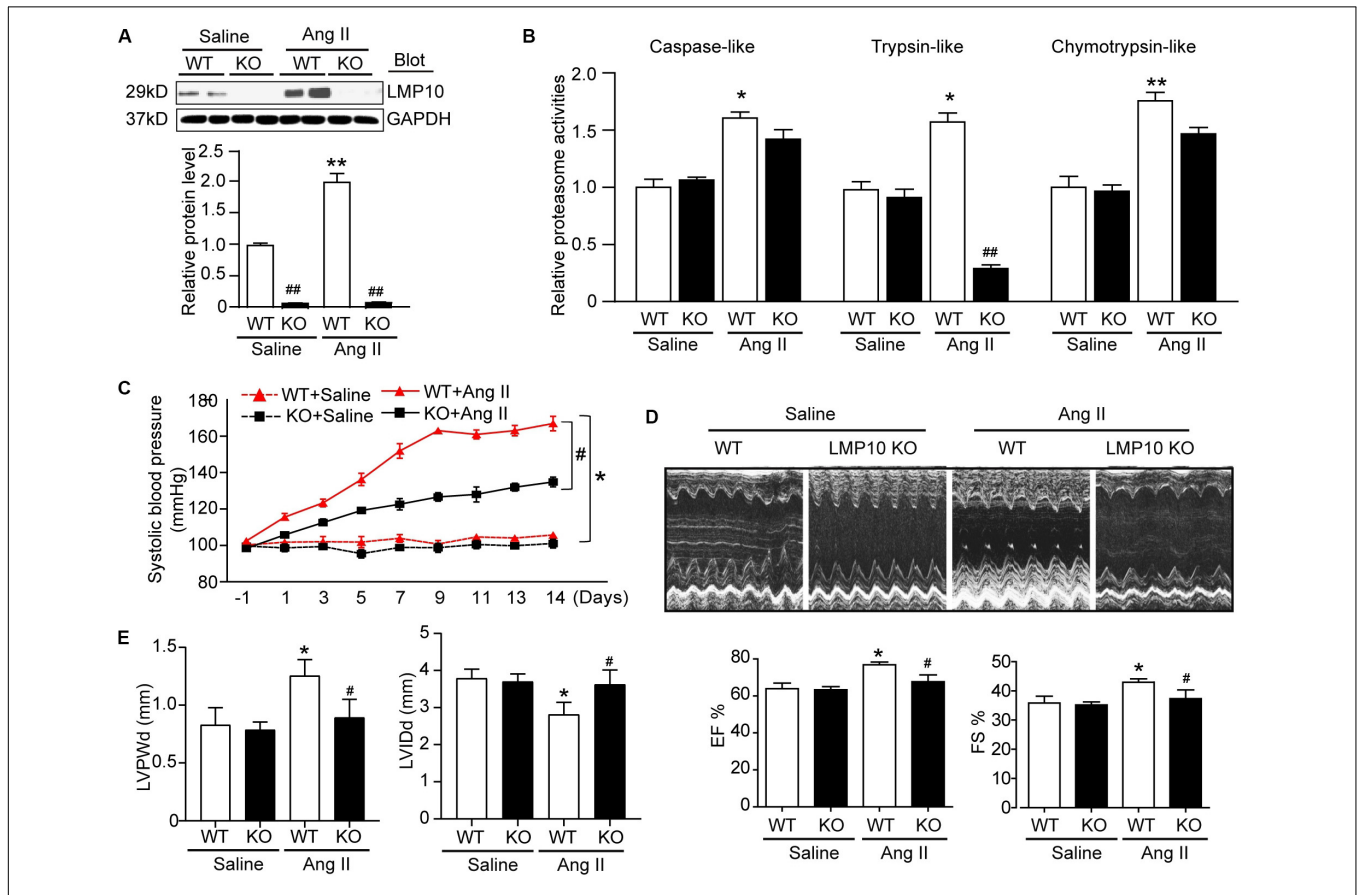 A
Saline Ang II
WT KO WT KO Blot
29kD LMP10
37kD GAPDH
Relative protein level
2.5
2.0
1.5
1.0
0.5
0
**
## ##
WT KO WT KO
Saline Ang II
B
Caspase-like Trypsin-like Chymotrypsin-like
Relative proteasome activities
2.0
1.5
1.0
0.5
0
* * **
##
WT KO WT KO WT KO WT KO WT KO WT KO
Saline Ang II Saline Ang II Saline Ang II
C
WT+Saline WT+Ang II
KO+Saline KO+Ang II
Systolic blood pressure
(mmHg)
180
160
140
120
100
80
# *
-1 1 3 5 7 9 11 13 14 (Days)
D
Saline Ang II
WT LMP10 KO WT LMP10 KO
E
LVPWd (mm)
1.5
1.0
0.5
0
* #
WT KO WT KO
Saline Ang II
LVIDd (mm)
5
4
3
2
1
0
* #
WT KO WT KO
Saline Ang II
EF %
80
60
40
20
0
* #
WT KO WT KO
Saline Ang II
FS %
50
40
30
20
10
0
* #
WT KO WT KO
Saline Ang II